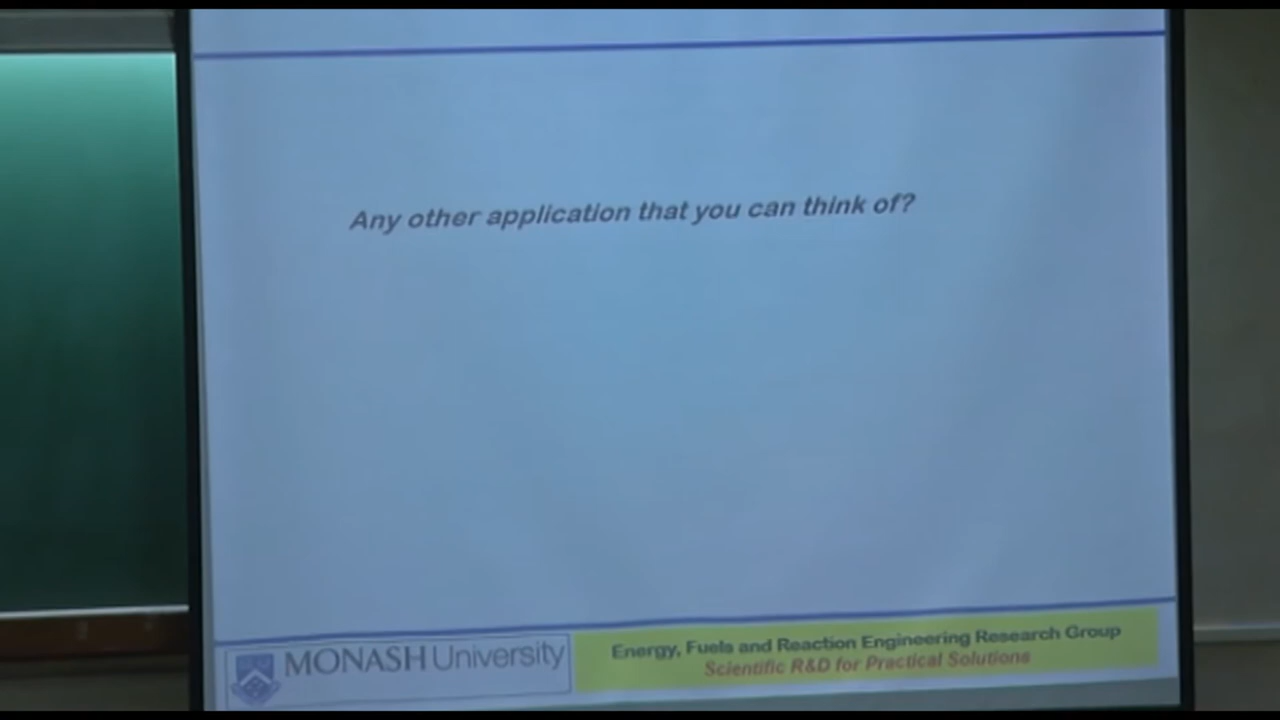 Any other application that you can think of?
MONASH University
Energy, Fuels and Reaction Engineering Research Group
Scientific R&D for Practical Solutions